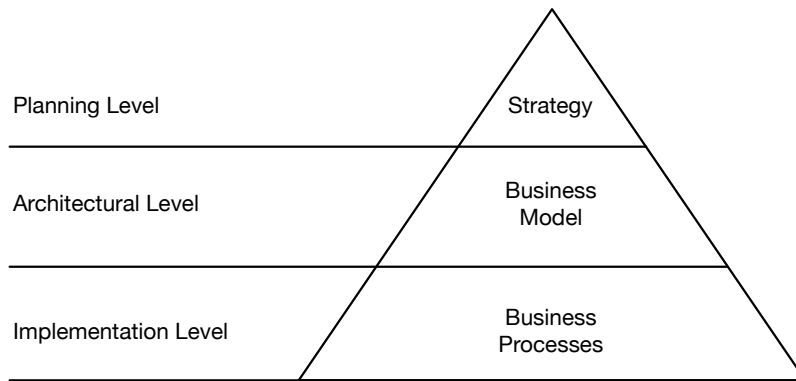 Planning Level
Strategy
Architectural Level
Business
Model
Implementation Level
Business
Processes